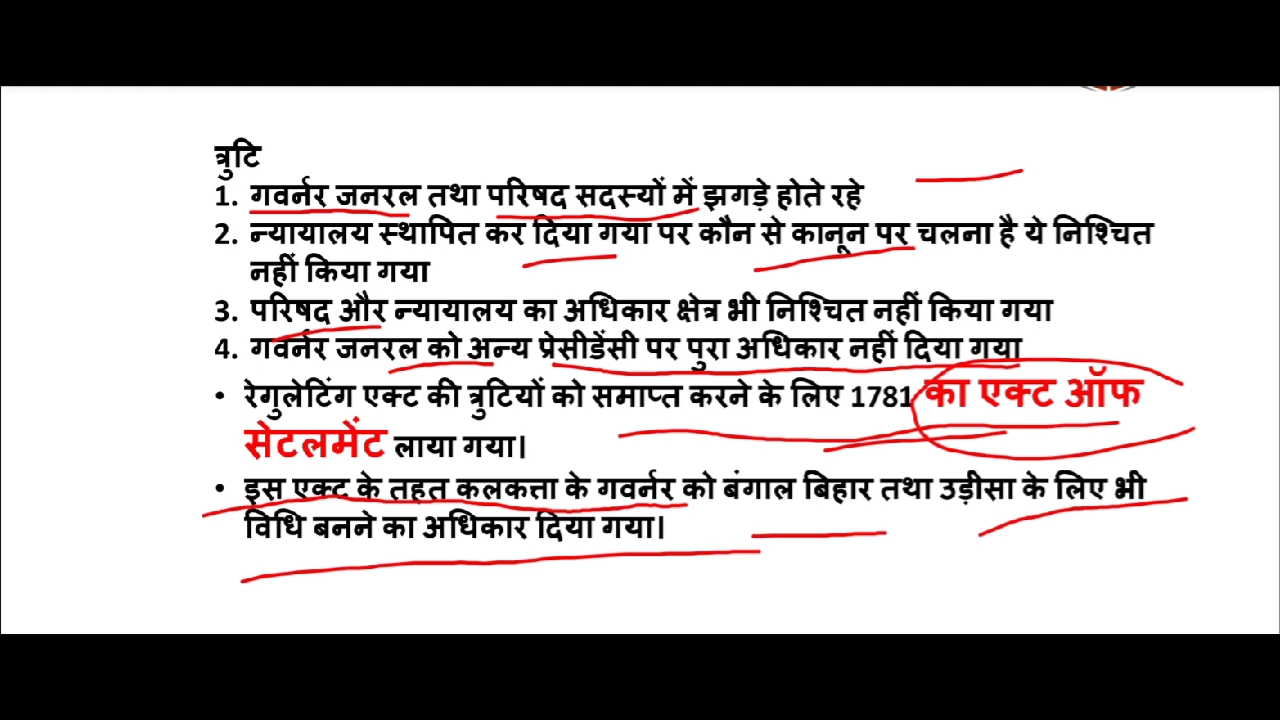 त्रुटि
1. गवर्नर जनरल तथा परिषद सदस्यों में झगड़े होते रहे
2. न्यायालय स्थापित कर दिया गया पर कौन से कानून पर चलना है ये निश्चित
नहीं किया गया
3. परिषद और न्यायालय का अधिकार क्षेत्र भी निश्चित नहीं किया गया
4. गवर्नर जनरल को अन्य प्रेसीडेंसी पर पुरा अधिकार नहीं दिया गया
• रेगुलेटिंग एक्ट की त्रुटियों को समाप्त करने के लिए 1781 का एक्ट ऑफ
सेटलमेंट लाया गया।
• इस एक्ट के तहत कलकत्ता के गवर्नर को बंगाल बिहार तथा उड़ीसा के लिए भी
विधि बनने का अधिकार दिया गया।